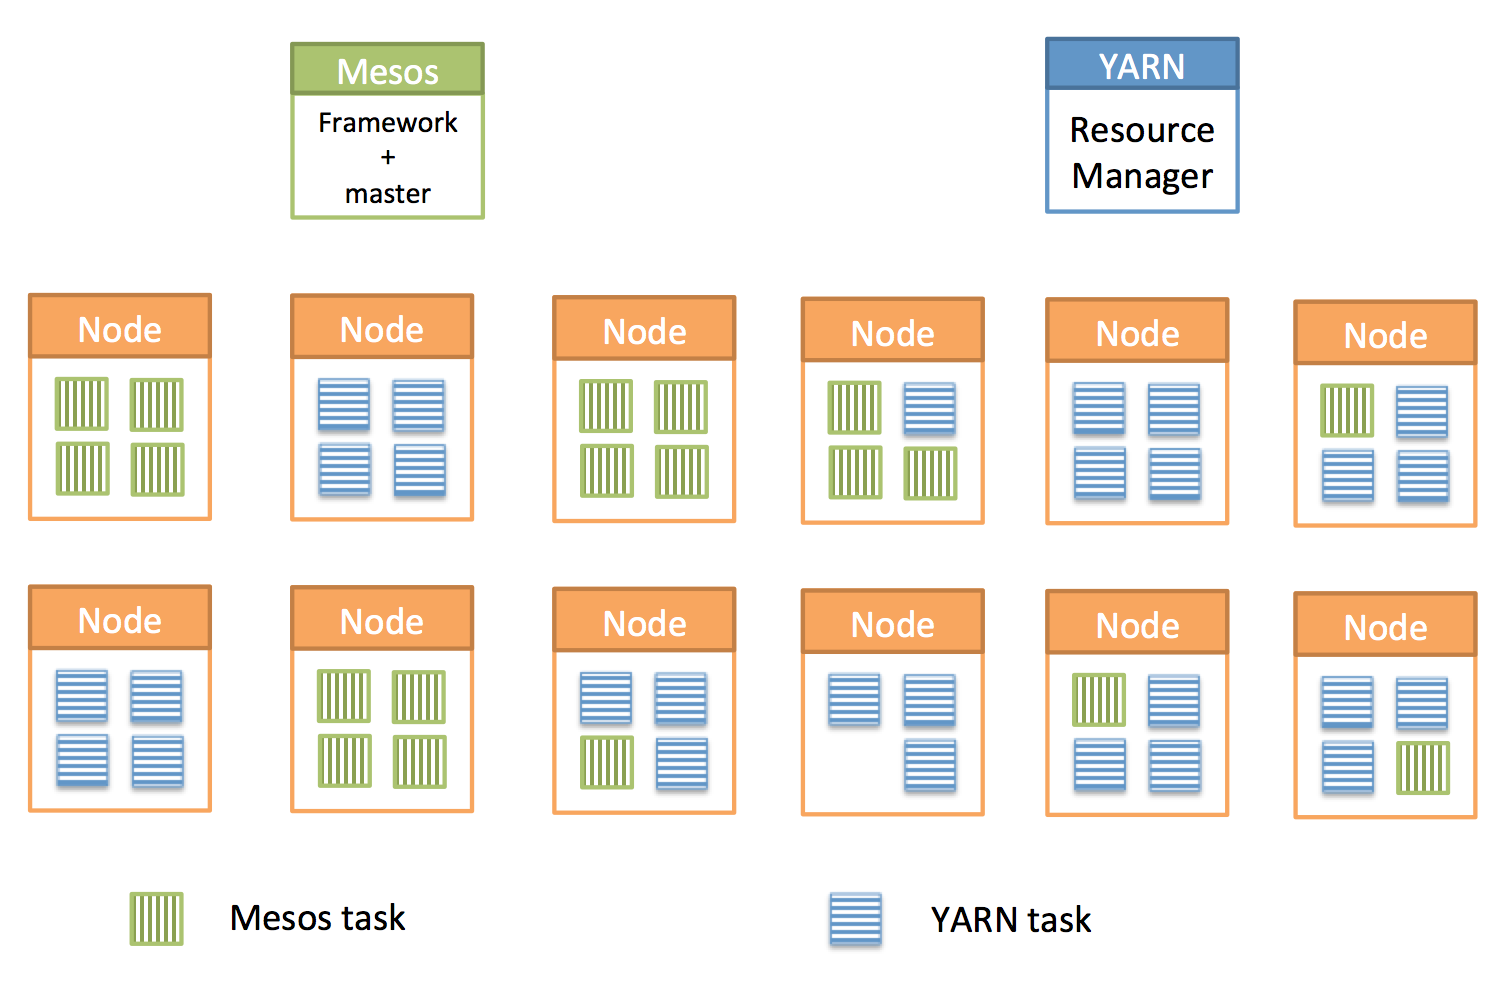 Mesos
Framework
+
master
YARN
Resource
Manager
Node
Node
Node
Node
Node
Node
Node
Node
Node
Node
Node
Node
Mesos task
YARN task